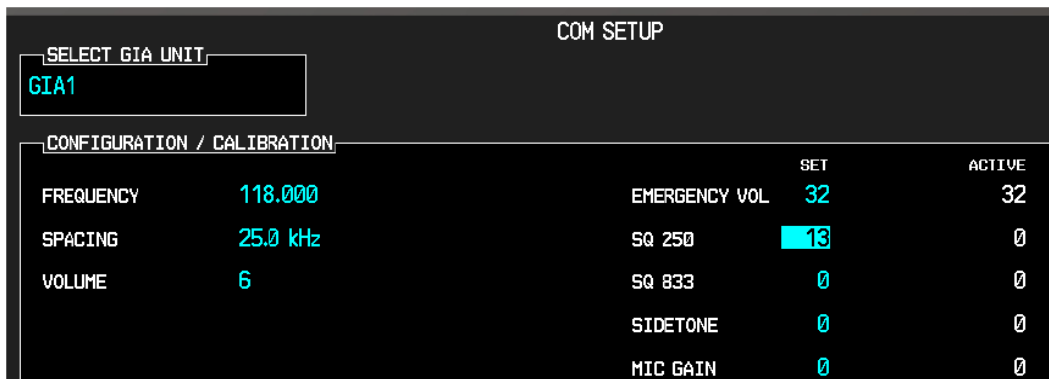 COM SETUP
SELECT GIA UNIT
GIA1
CONFIGURATION / CALIBRATION
SET ACTIVE
FREQUENCY 118.000 EMERGENCY VOL 32 32
SPACING 25.0 kHz SQ 250 13 0
VOLUME 6 SQ 833 0 0
SIDETONE 0 0
MIC GAIN 0 0